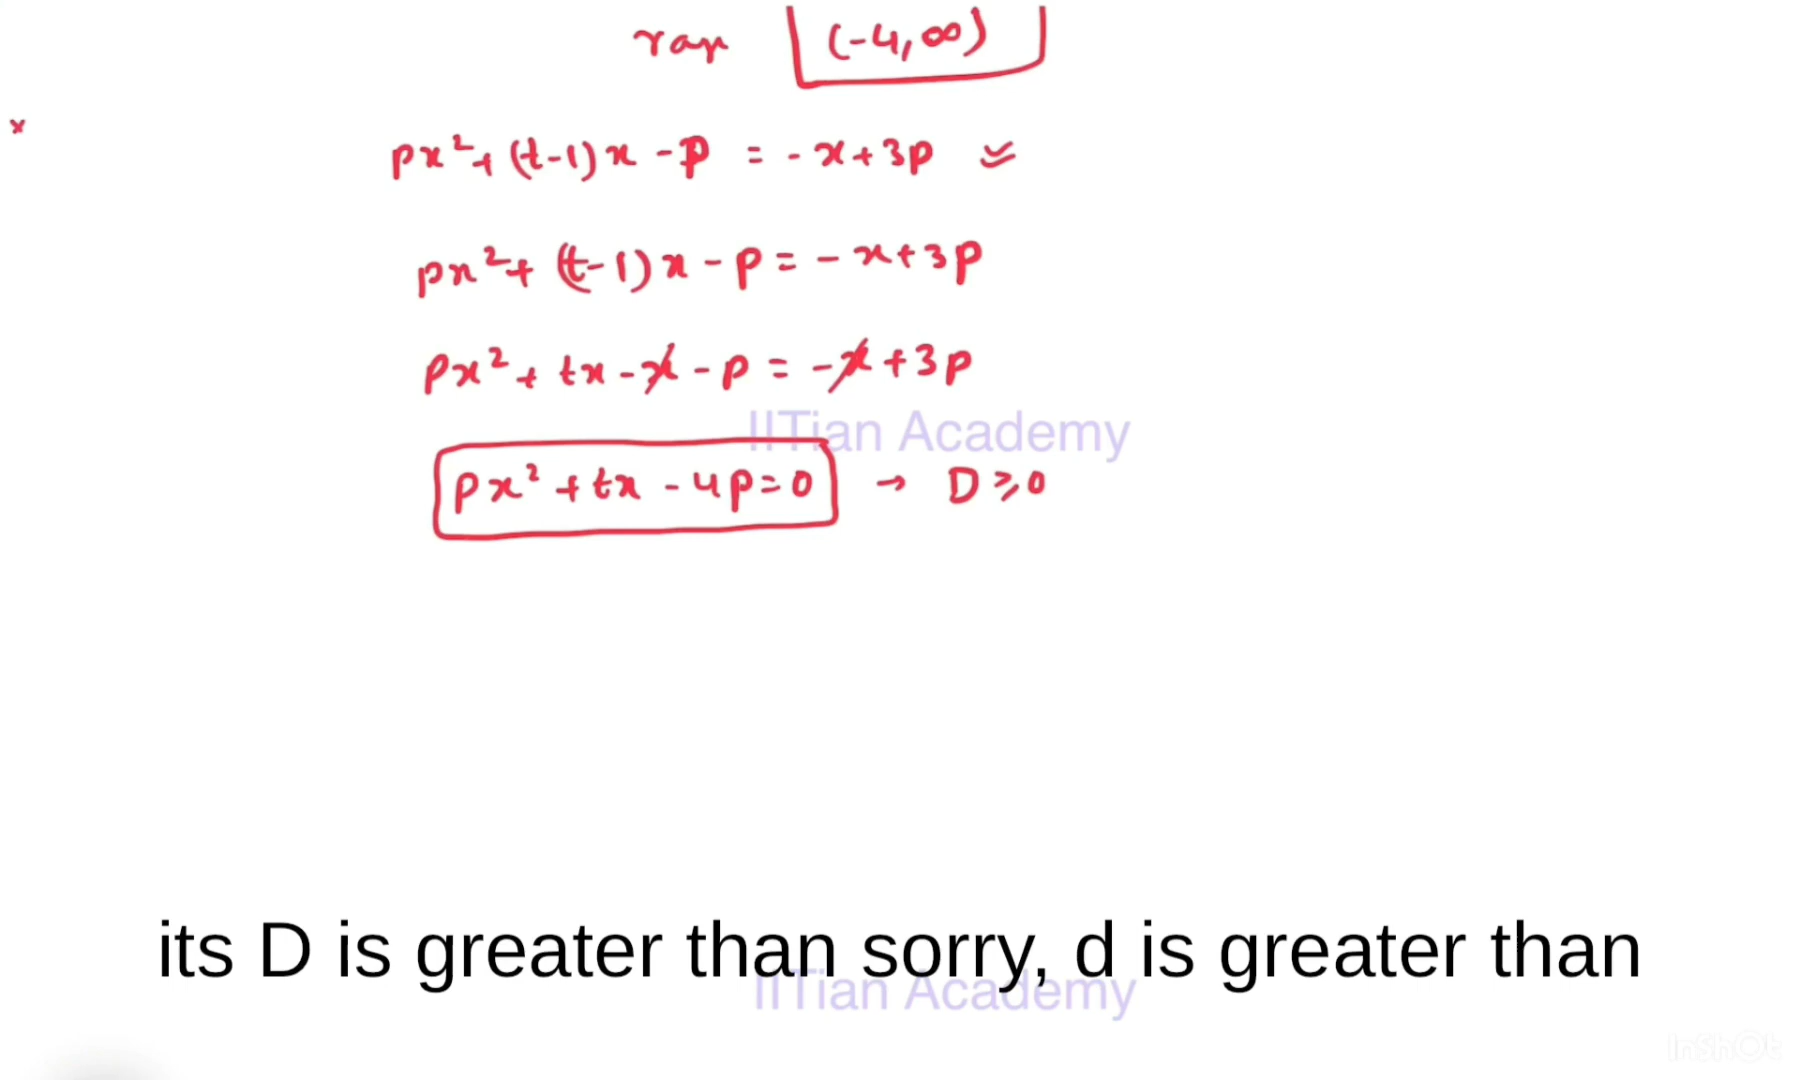 ran (-4, ∞)
x
px² + (t-1)x - p = -x + 3p
px² + (t-1)x - p = -x + 3p
px² + tx - x - p = -x + 3p
IITian Academy
px² + tx - 4p = 0 → D ≥ 0
its D is greater than sorry, d is greater than
IITian Academy
InShOt